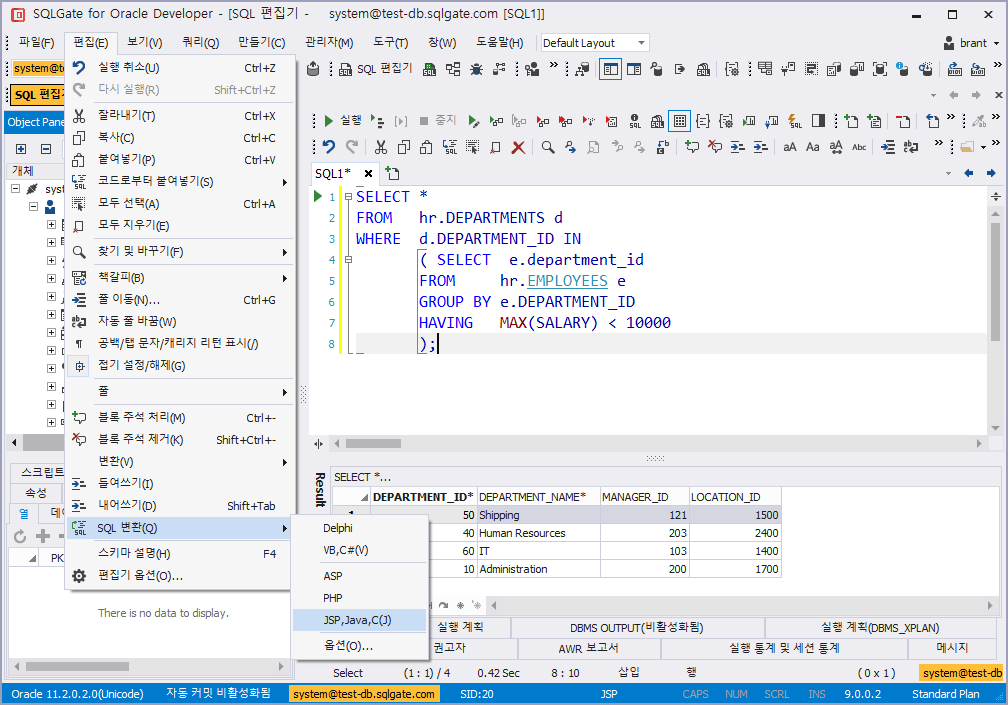 SQLGate for Oracle Developer - [SQL 편집기 - system@test-db.sqlgate.com [SQL1]]
파일(F) 편집(E) 보기(V) 쿼리(Q) 만들기(C) 관리자(M) 도구(T) 창(W) 도움말(H) Default Layout brant
system@te
SQL 편집기
SQL 편집기
Object Pane
실행 중지
개체
syst
실행 취소(U) Ctrl+Z
다시 실행(R) Shift+Ctrl+Z
잘라내기(T) Ctrl+X
복사(C) Ctrl+C
붙여넣기(P) Ctrl+V
코드로부터 붙여넣기(S)
모두 선택(A) Ctrl+A
모두 지우기(E)
찾기 및 바꾸기(F)
책갈피(B)
줄 이동(N)... Ctrl+G
자동 줄 바꿈(W)
공백/탭 문자/캐리지 리턴 표시(/)
접기 설정/해제(G)
줄
블록 주석 처리(M) Ctrl+-
블록 주석 제거(K) Shift+Ctrl+-
변환(V)
들여쓰기(I)
내어쓰기(D) Shift+Tab
SQL 변환(Q)
스키마 설명(H) F4
편집기 옵션(O)...
Delphi
VB,C#(V)
ASP
PHP
JSP,Java,C(J)
옵션(O)...
aA Aa aA Abc
SQL1*
1 SELECT *
2 FROM hr.DEPARTMENTS d
3 WHERE d.DEPARTMENT_ID IN
4 ( SELECT e.department_id
5 FROM hr.EMPLOYEES e
6 GROUP BY e.DEPARTMENT_ID
7 HAVING MAX(SALARY) < 10000
8 );
스크립트
속성
열 데이
PK
There is no data to display.
Result
SELECT *...
DEPARTMENT_ID* DEPARTMENT_NAME* MANAGER_ID LOCATION_ID
1 50 Shipping 121 1500
40 Human Resources 203 2400
60 IT 103 1400
10 Administration 200 1700
실행 계획 DBMS OUTPUT(비활성화됨) 실행 계획(DBMS_XPLAN)
권고자 AWR 보고서 실행 통계 및 세션 통계 메시지
Select (1 : 1) / 4 0.42 Sec 8 : 10 삽입 행 (0 x 1) system@test-db
Oracle 11.2.0.2.0(Unicode) 자동 커밋 비활성화됨 system@test-db.sqlgate.com SID:20 JSP CAPS NUM SCRL INS 9.0.0.2 Standard Plan